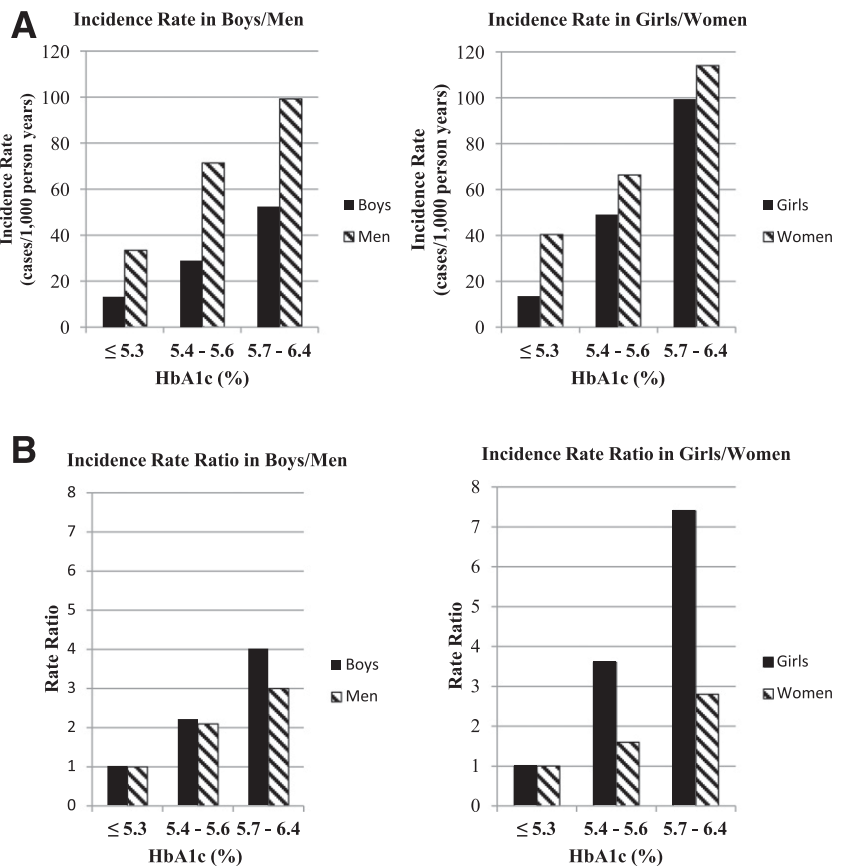 A
Incidence Rate in Boys/Men
Incidence Rate
(cases/1,000 person years)
120
100
80
60
40
20
0
≤ 5.3 5.4 - 5.6 5.7 - 6.4
HbA1c (%)
Boys
Men
Incidence Rate in Girls/Women
Incidence Rate
(cases/1,000 person years)
120
100
80
60
40
20
0
≤ 5.3 5.4 - 5.6 5.7 - 6.4
HbA1c (%)
Girls
Women
B
Incidence Rate Ratio in Boys/Men
Rate Ratio
8
7
6
5
4
3
2
1
0
≤ 5.3 5.4 - 5.6 5.7 - 6.4
HbA1c (%)
Boys
Men
Incidence Rate Ratio in Girls/Women
Rate Ratio
8
7
6
5
4
3
2
1
0
≤ 5.3 5.4 - 5.6 5.7 - 6.4
HbA1c (%)
Girls
Women